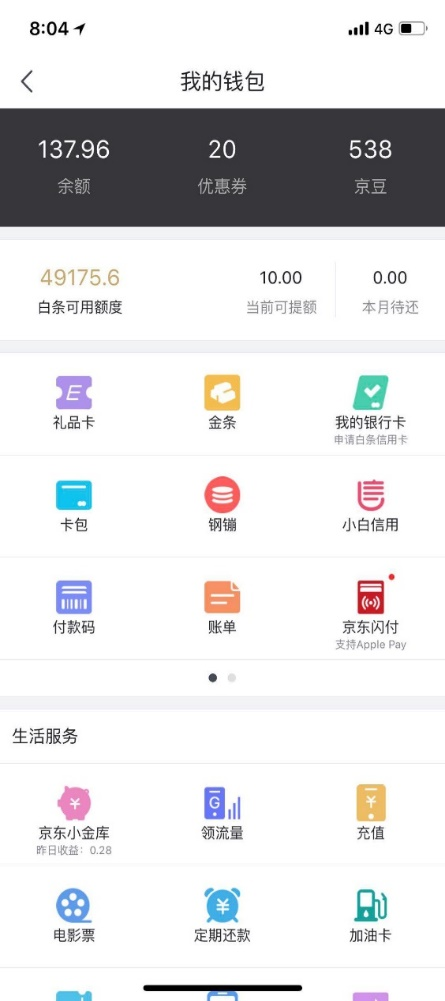 8:04
4G
我的钱包
137.96
20
538
余额
优惠券
京豆
49175.6
10.00
0.00
白条可用额度
当前可提额
本月待还
E
礼品卡
金条
我的银行卡
申请白条信用卡
卡包
钢镚
小白信用
付款码
账单
京东闪付
支持Apple Pay
生活服务
¥
G
¥
京东小金库
领流量
充值
昨日收益：0.28
¥
电影票
定期还款
加油卡